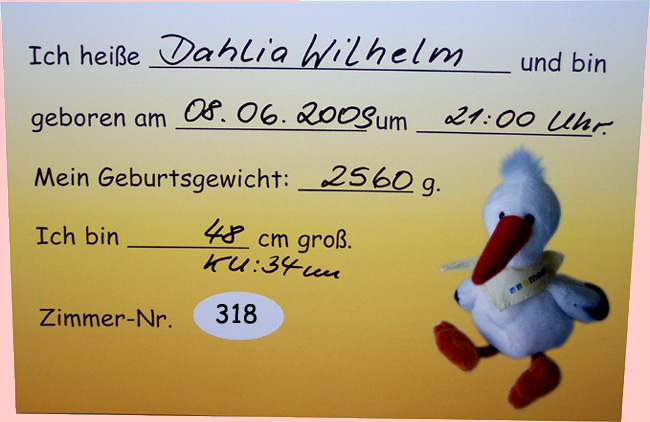 Ich heiße Dahlia Wilhelm und bin
geboren am 08.06.2009 um 21:00 Uhr.
Mein Geburtsgewicht: 2560 g.
Ich bin 48 cm groß.
KU: 34 cm
Zimmer-Nr. 318